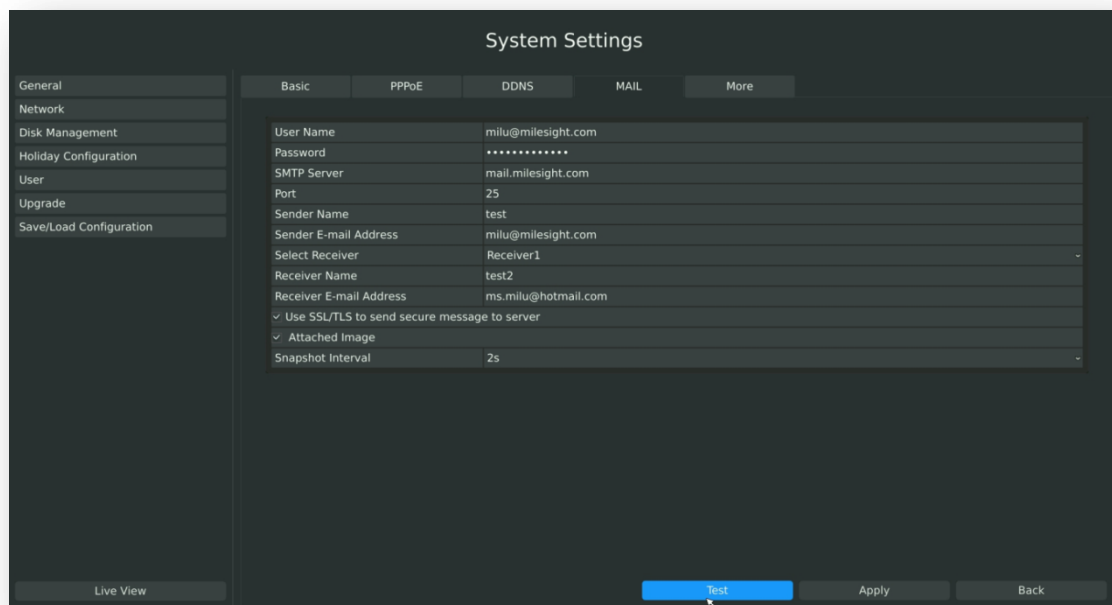 System Settings
General
Network
Disk Management
Holiday Configuration
User
Upgrade
Save/Load Configuration
Basic PPPoE DDNS MAIL More
User Name milu@milesight.com
Password •••••••••••••
SMTP Server mail.milesight.com
Port 25
Sender Name test
Sender E-mail Address milu@milesight.com
Select Receiver Receiver1
Receiver Name test2
Receiver E-mail Address ms.milu@hotmail.com
Use SSL/TLS to send secure message to server
Attached Image
Snapshot Interval 2s
Live View Test Apply Back